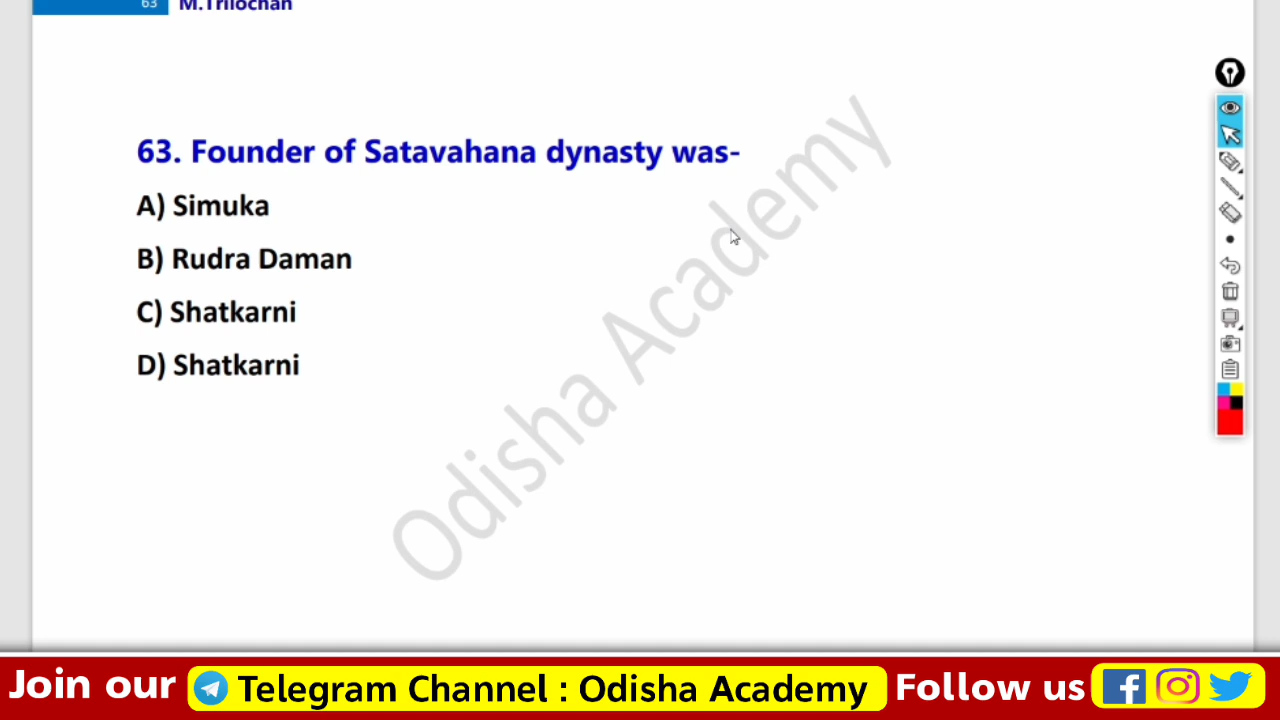 63 M.Trilochan
63. Founder of Satavahana dynasty was-
A) Simuka
B) Rudra Daman
C) Shatkarni
D) Shatkarni
Odisha Academy
Join our Telegram Channel : Odisha Academy Follow us